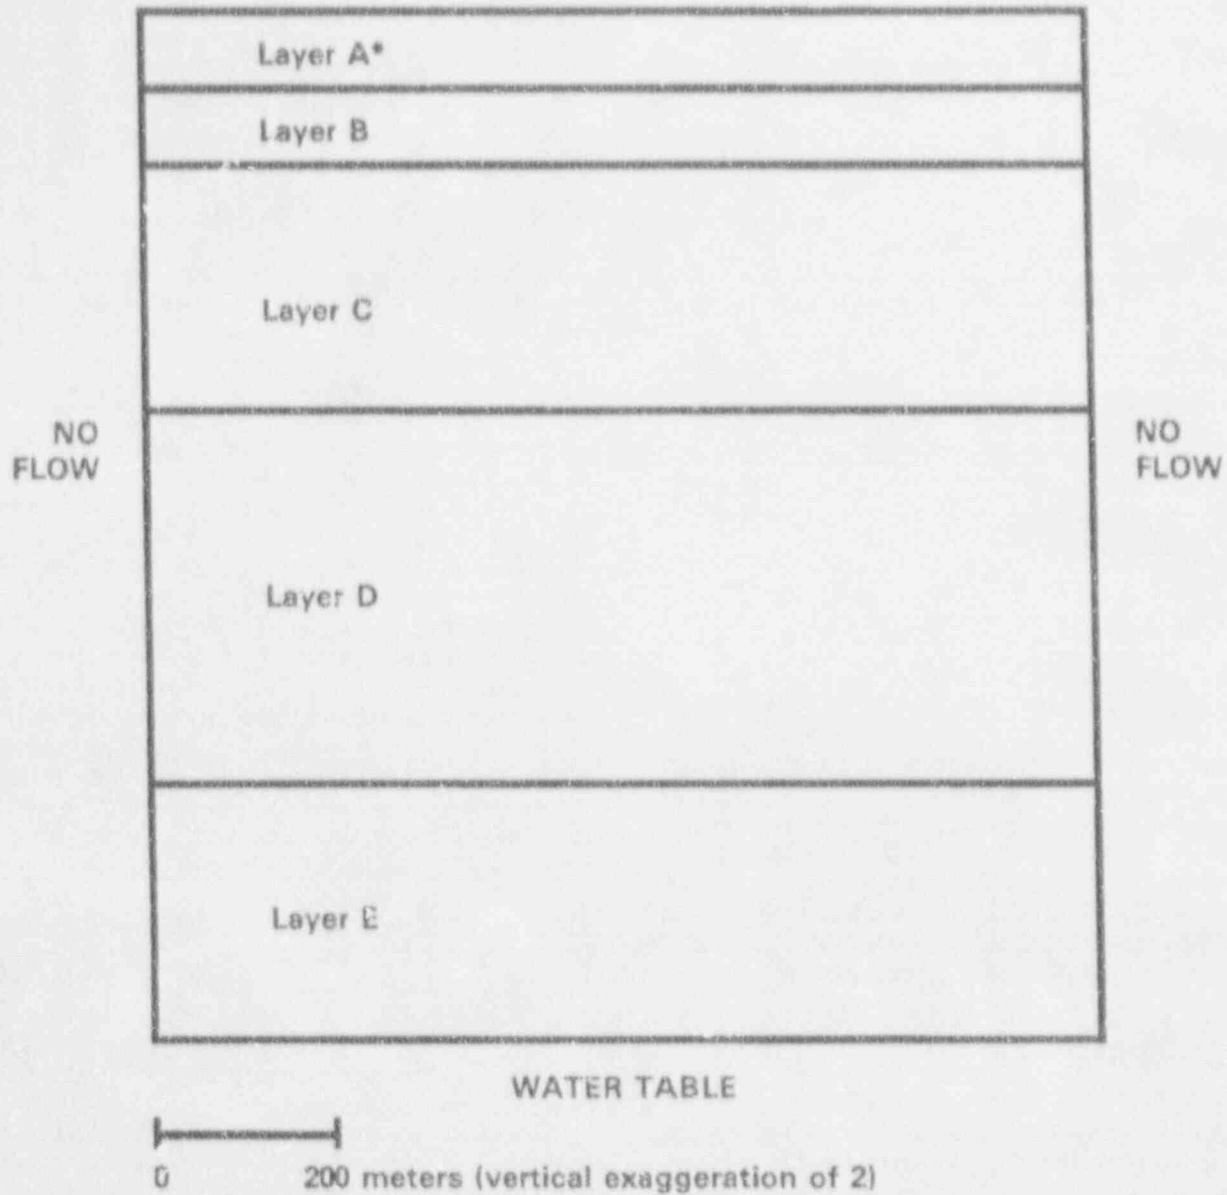 Layer A*
Layer B
Layer C
NO
FLOW
NO
FLOW
Layer D
Layer E
WATER TABLE
0 200 meters (vertical exaggeration of 2)